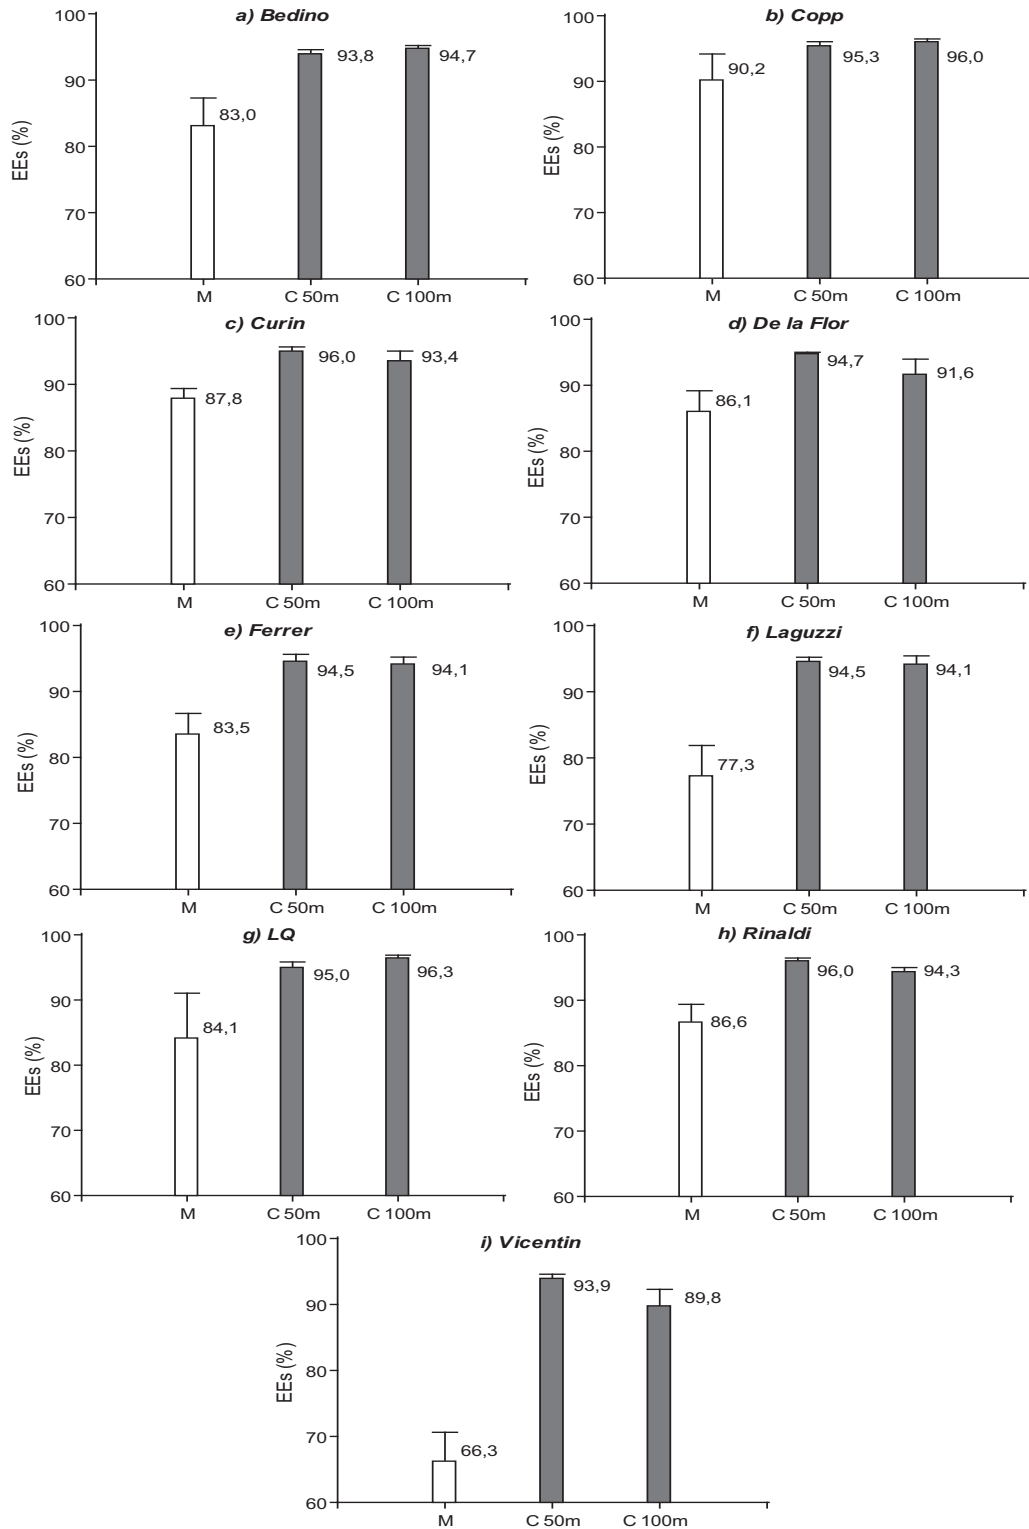 a) Bedino
EEs (%)
100
90
80
70
60
83,0
93,8
94,7
M
C 50m
C 100m
b) Copp
EEs (%)
100
90
80
70
60
90,2
95,3
96,0
M
C 50m
C 100m
c) Curin
EEs (%)
100
90
80
70
60
87,8
96,0
93,4
M
C 50m
C 100m
d) De la Flor
EEs (%)
100
90
80
70
60
86,1
94,7
91,6
M
C 50m
C 100m
e) Ferrer
EEs (%)
100
90
80
70
60
83,5
94,5
94,1
M
C 50m
C 100m
f) Laguzzi
EEs (%)
100
90
80
70
60
77,3
94,5
94,1
M
C 50m
C 100m
g) LQ
EEs (%)
100
90
80
70
60
84,1
95,0
96,3
M
C 50m
C 100m
h) Rinaldi
EEs (%)
100
90
80
70
60
86,6
96,0
94,3
M
C 50m
C 100m
i) Vicentin
EEs (%)
100
90
80
70
60
66,3
93,9
89,8
M
C 50m
C 100m